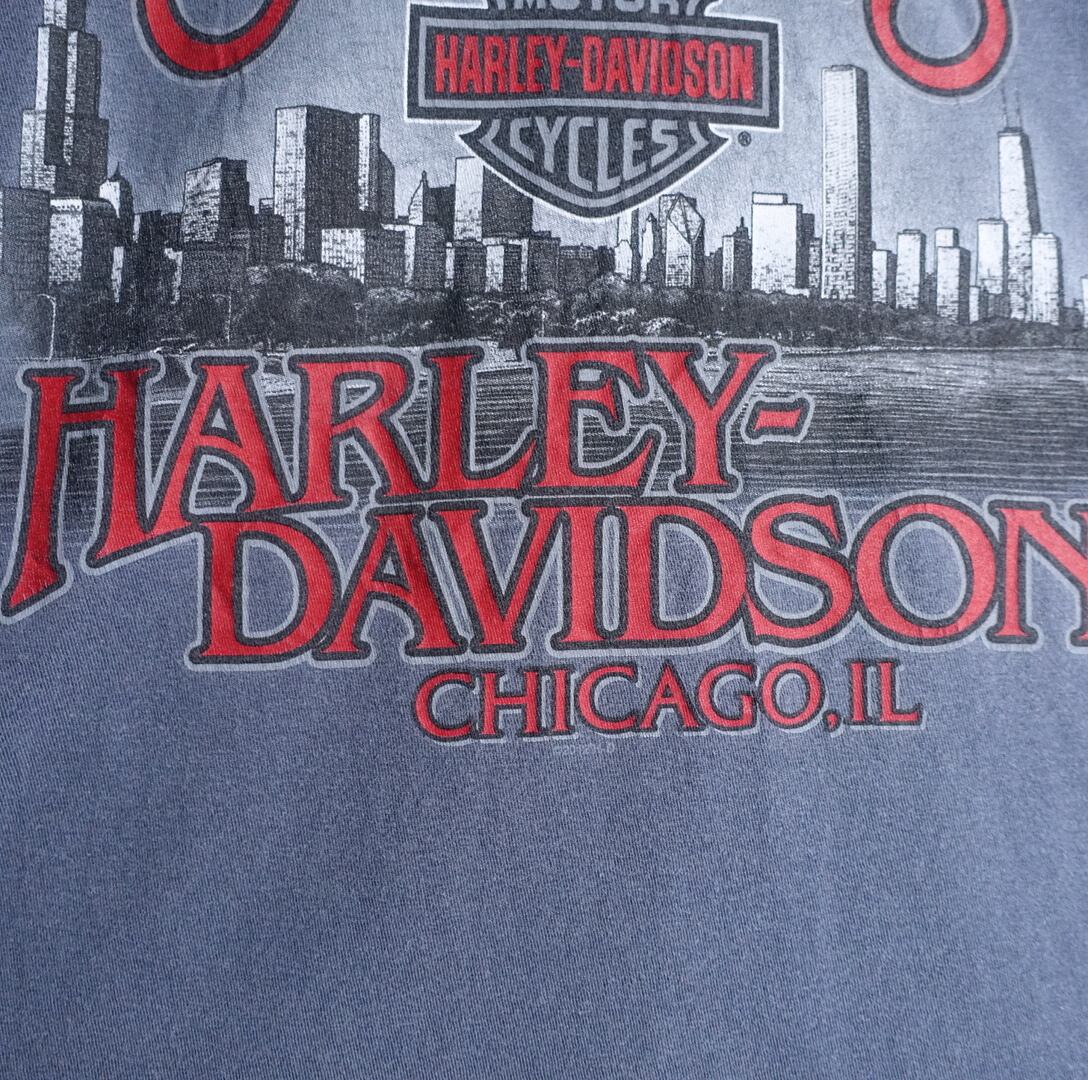 MOTOR
HARLEY-DAVIDSON
CYCLES
®
HARLEY-
DAVIDSON
CHICAGO, IL